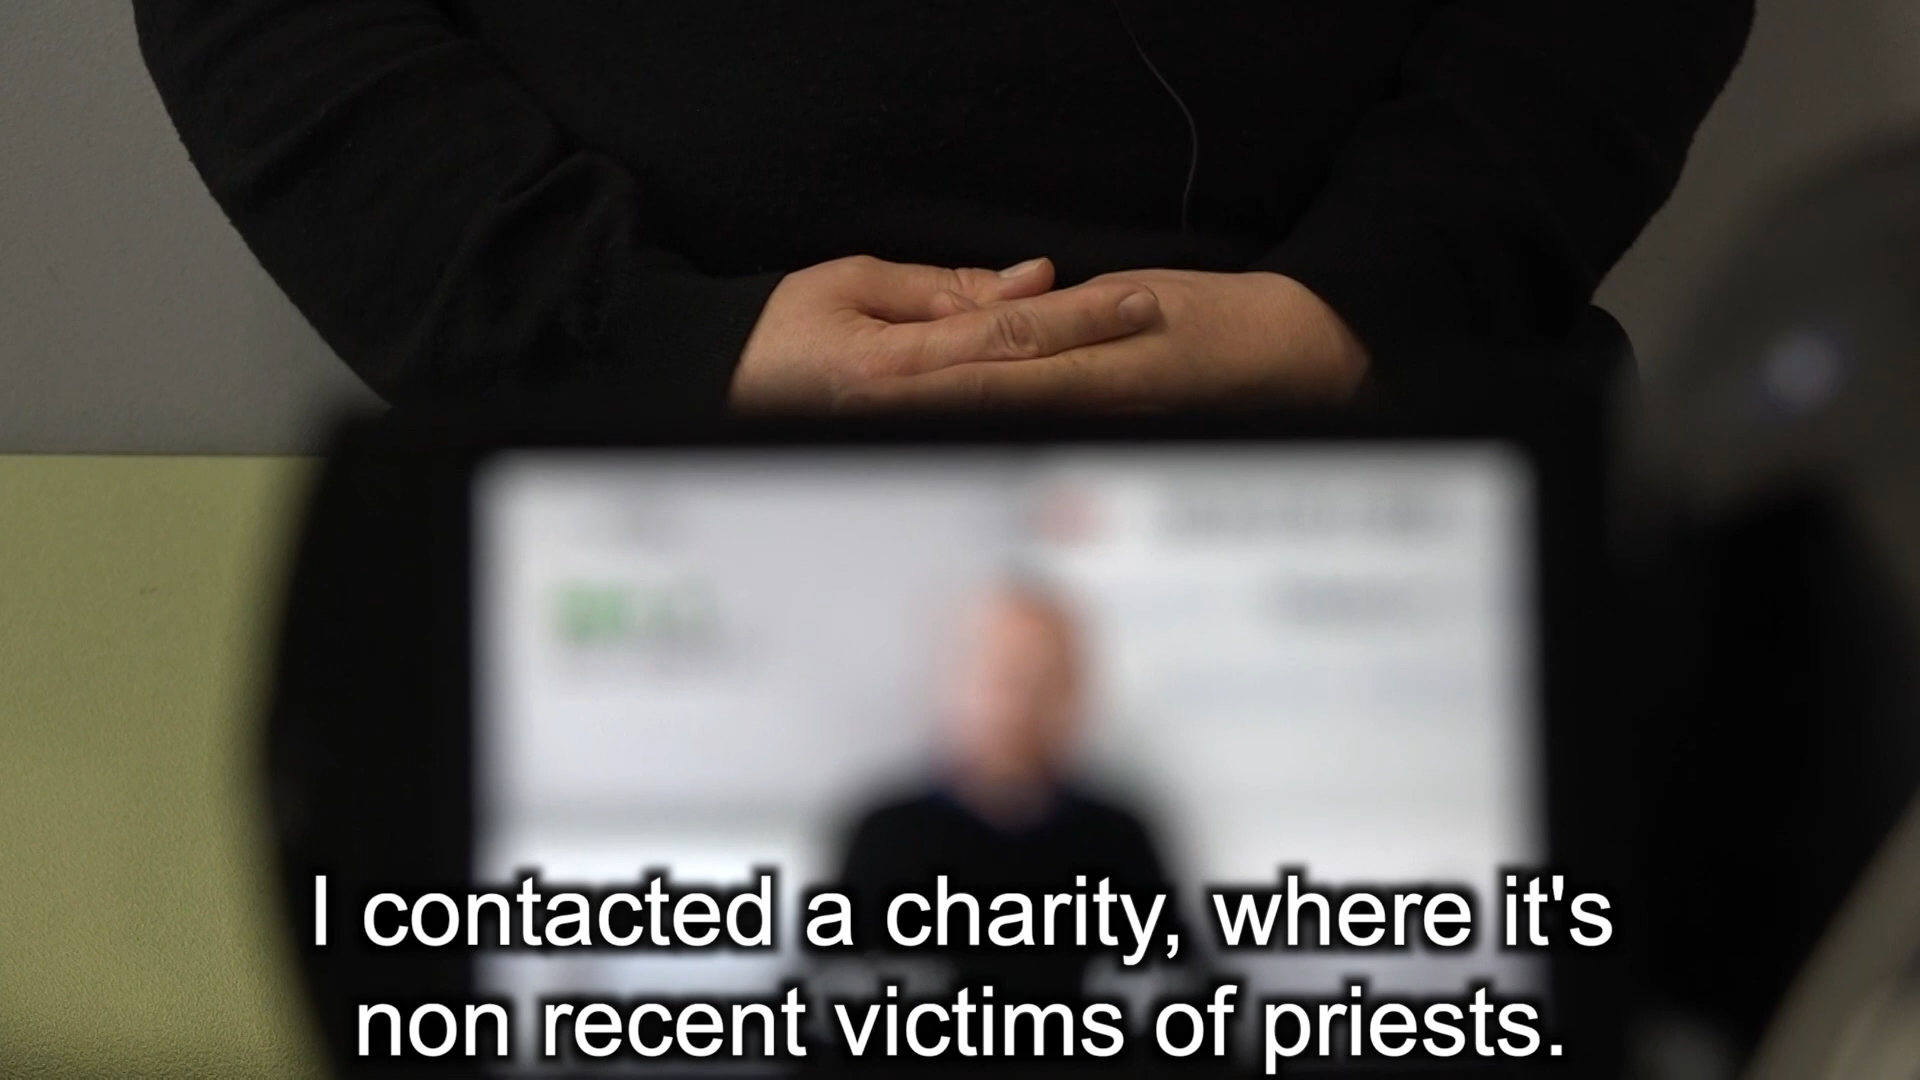 I contacted a charity, where it's
non recent victims of priests.